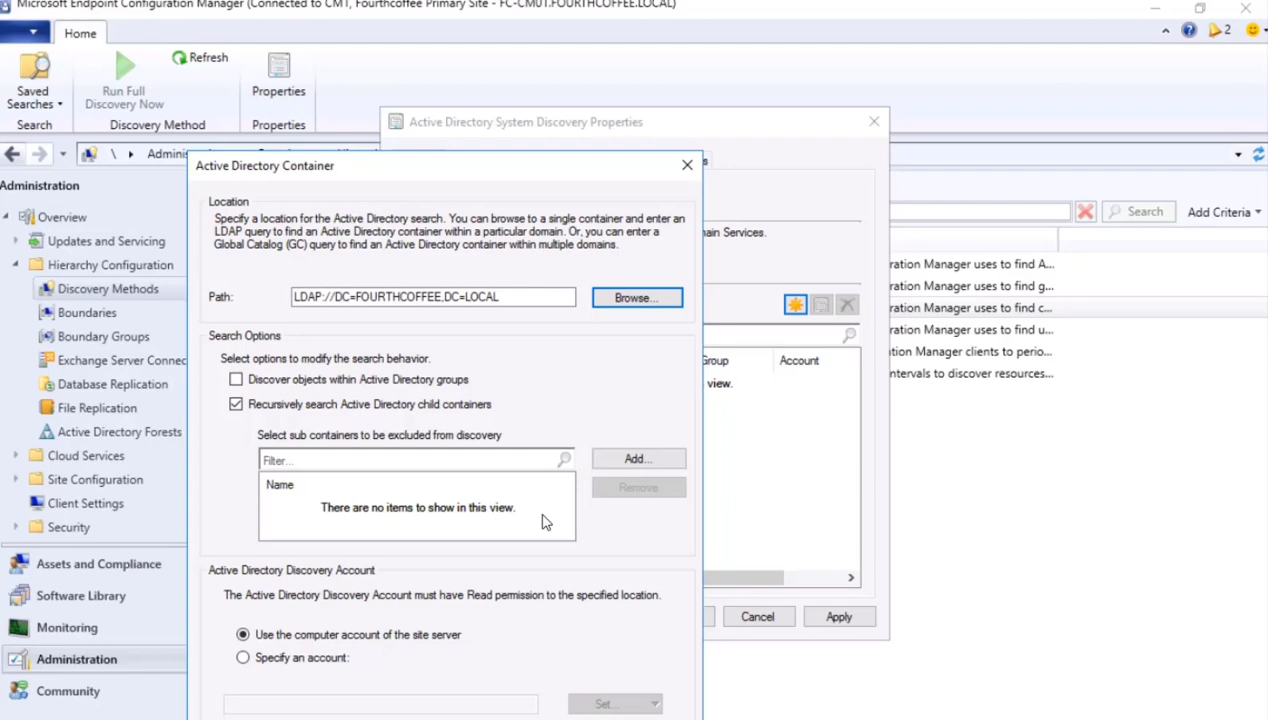 Microsoft Endpoint Configuration Manager (Connected to CMT, Fourthcoffee Primary Site - FC-CM01.FOURTHCOFFEE.LOCAL)
Home
2
Saved
Searches
Search
Run Full
Discovery Now
Refresh
Discovery Method
Properties
Properties
\
Administ
Search
Add Criteria
Administration
Overview
Updates and Servicing
Hierarchy Configuration
Discovery Methods
Boundaries
Boundary Groups
Exchange Server Connec
Database Replication
File Replication
Active Directory Forests
Cloud Services
Site Configuration
Client Settings
Security
Assets and Compliance
Software Library
Monitoring
Administration
Community
Active Directory System Discovery Properties
s
ain Services.
Group
Account
view.
Cancel
Apply
ration Manager uses to find A...
ration Manager uses to find g...
ration Manager uses to find c...
ration Manager uses to find u...
ation Manager clients to perio...
ntervals to discover resources...
Active Directory Container
Location
Specify a location for the Active Directory search. You can browse to a single container and enter an
LDAP query to find an Active Directory container within a particular domain. Or, you can enter a
Global Catalog (GC) query to find an Active Directory container within multiple domains.
Path:
LDAP://DC=FOURTHCOFFEE,DC=LOCAL
Browse...
Search Options
Select options to modify the search behavior.
Discover objects within Active Directory groups
Recursively search Active Directory child containers
Select sub containers to be excluded from discovery
Filter...
Add...
Name
Remove
There are no items to show in this view.
Active Directory Discovery Account
The Active Directory Discovery Account must have Read permission to the specified location.
Use the computer account of the site server
Specify an account:
Set...